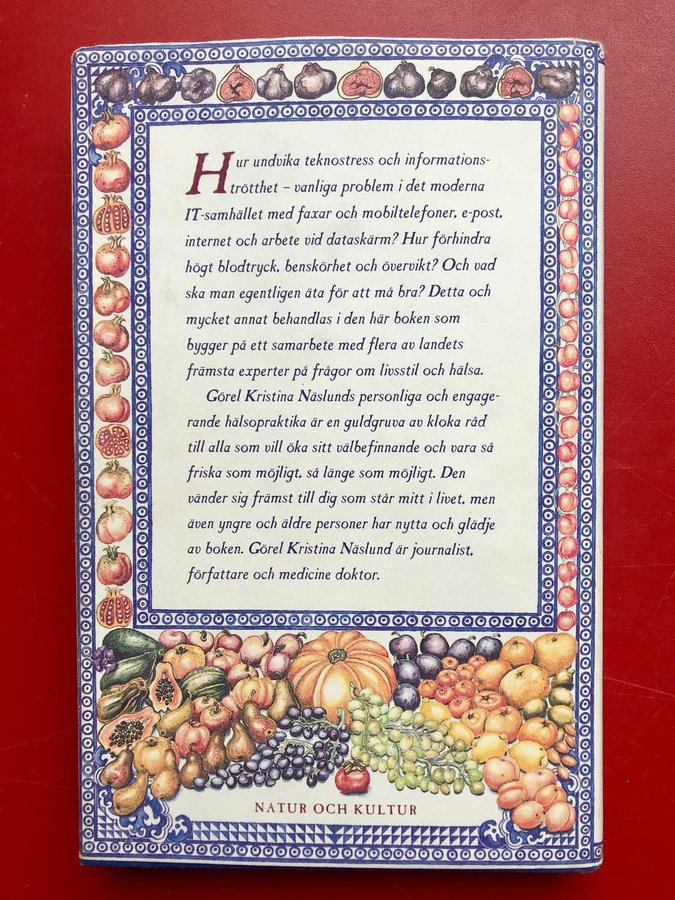 Hur undvika teknostress och informations-
trötthet – vanliga problem i det moderna
IT-samhället med faxar och mobiltelefoner, e-post,
internet och arbete vid dataskärm? Hur förhindra
högt blodtryck, benskörhet och övervikt? Och vad
ska man egentligen äta för att må bra? Detta och
mycket annat behandlas i den här boken som
bygger på ett samarbete med flera av landets
främsta experter på frågor om livsstil och hälsa.
Görel Kristina Näslunds personliga och engage-
rande hälsopraktika är en guldgruva av kloka råd
till alla som vill öka sitt välbefinnande och vara så
friska som möjligt, så länge som möjligt. Den
vänder sig främst till dig som står mitt i livet, men
även yngre och äldre personer har nytta och glädje
av boken. Görel Kristina Näslund är journalist,
författare och medicine doktor.
NATUR OCH KULTUR